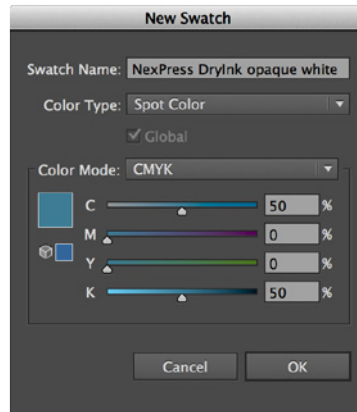 New Swatch
Swatch Name: NexPress DryInk opaque white
Color Type: Spot Color
Global
Color Mode: CMYK
C 50 %
M 0 %
Y 0 %
K 50 %
Cancel OK